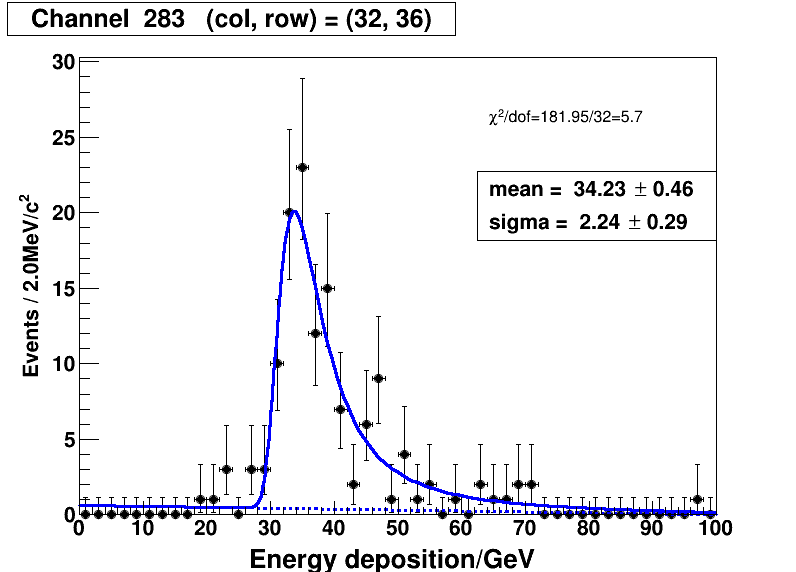 Channel  283   (col, row) = (32, 36)
χ²/dof=181.95/32=5.7
mean =  34.23 ± 0.46
sigma =  2.24 ± 0.29
Events / 2.0MeV/c²
30
25
20
15
10
5
0
0 10 20 30 40 50 60 70 80 90 100
Energy deposition/GeV